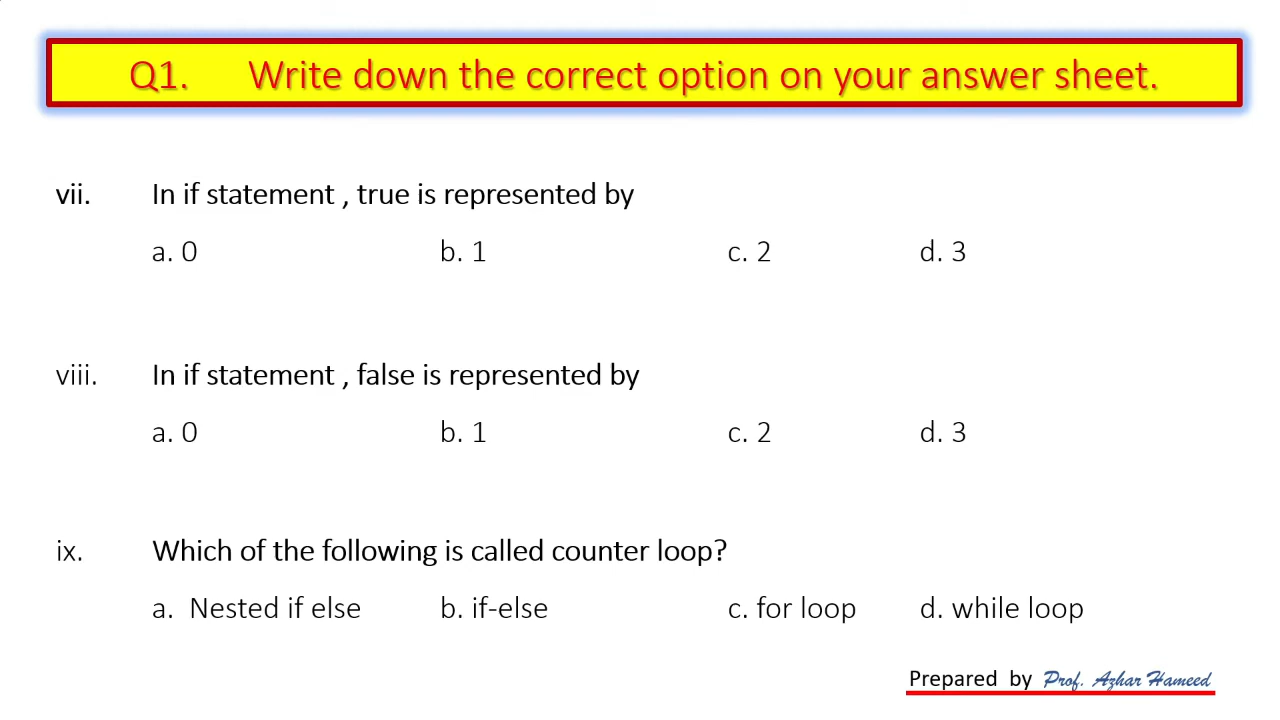 Q1. Write down the correct option on your answer sheet.
vii. In if statement , true is represented by
a. 0 b. 1 c. 2 d. 3
viii. In if statement , false is represented by
a. 0 b. 1 c. 2 d. 3
ix. Which of the following is called counter loop?
a. Nested if else b. if-else c. for loop d. while loop
Prepared by Prof. Azhar Hameed